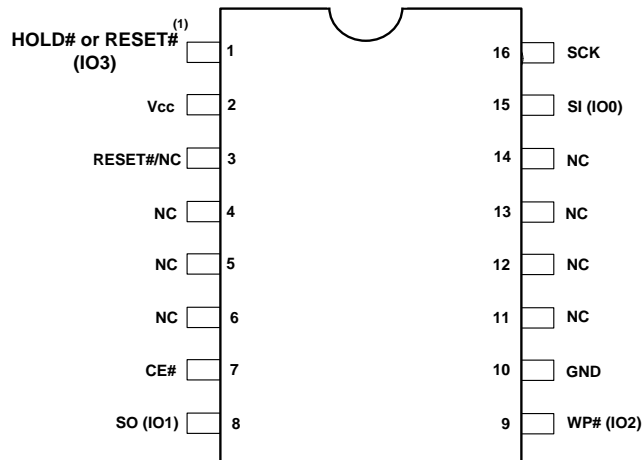 HOLD# or RESET#(1)
(IO3)
1
16
SCK
Vcc
2
15
SI (IO0)
RESET#/NC
3
14
NC
NC
4
13
NC
NC
5
12
NC
NC
6
11
NC
CE#
7
10
GND
SO (IO1)
8
9
WP# (IO2)